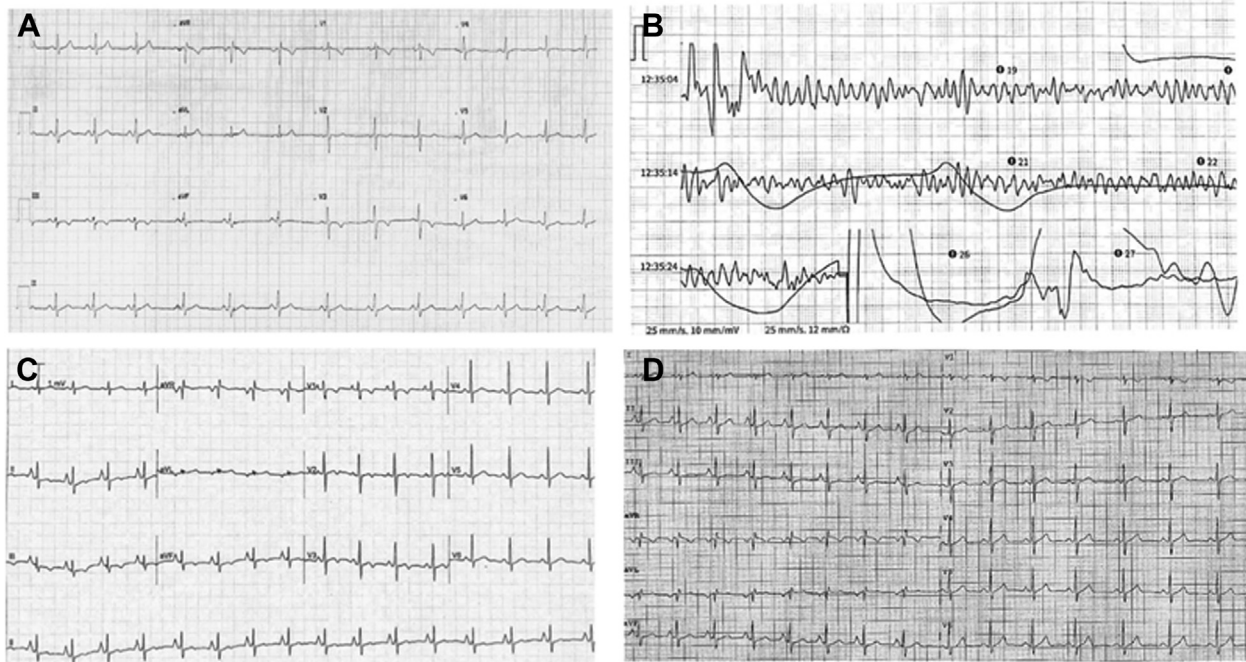 A
aVR V1 V4
II aVL V2 V5
III aVF V3 V6
II
B
12:35:04 19
12:35:14 21 22
12:35:24 26 27
25 mm/s, 10 mm/mV 25 mm/s, 12 mm/Ω
C
1 mV aVR V4
aVL V2 V5
III aVF V3 V6
II
D
V1
II V2
III V3
aVR V4
aVL V5
aVF